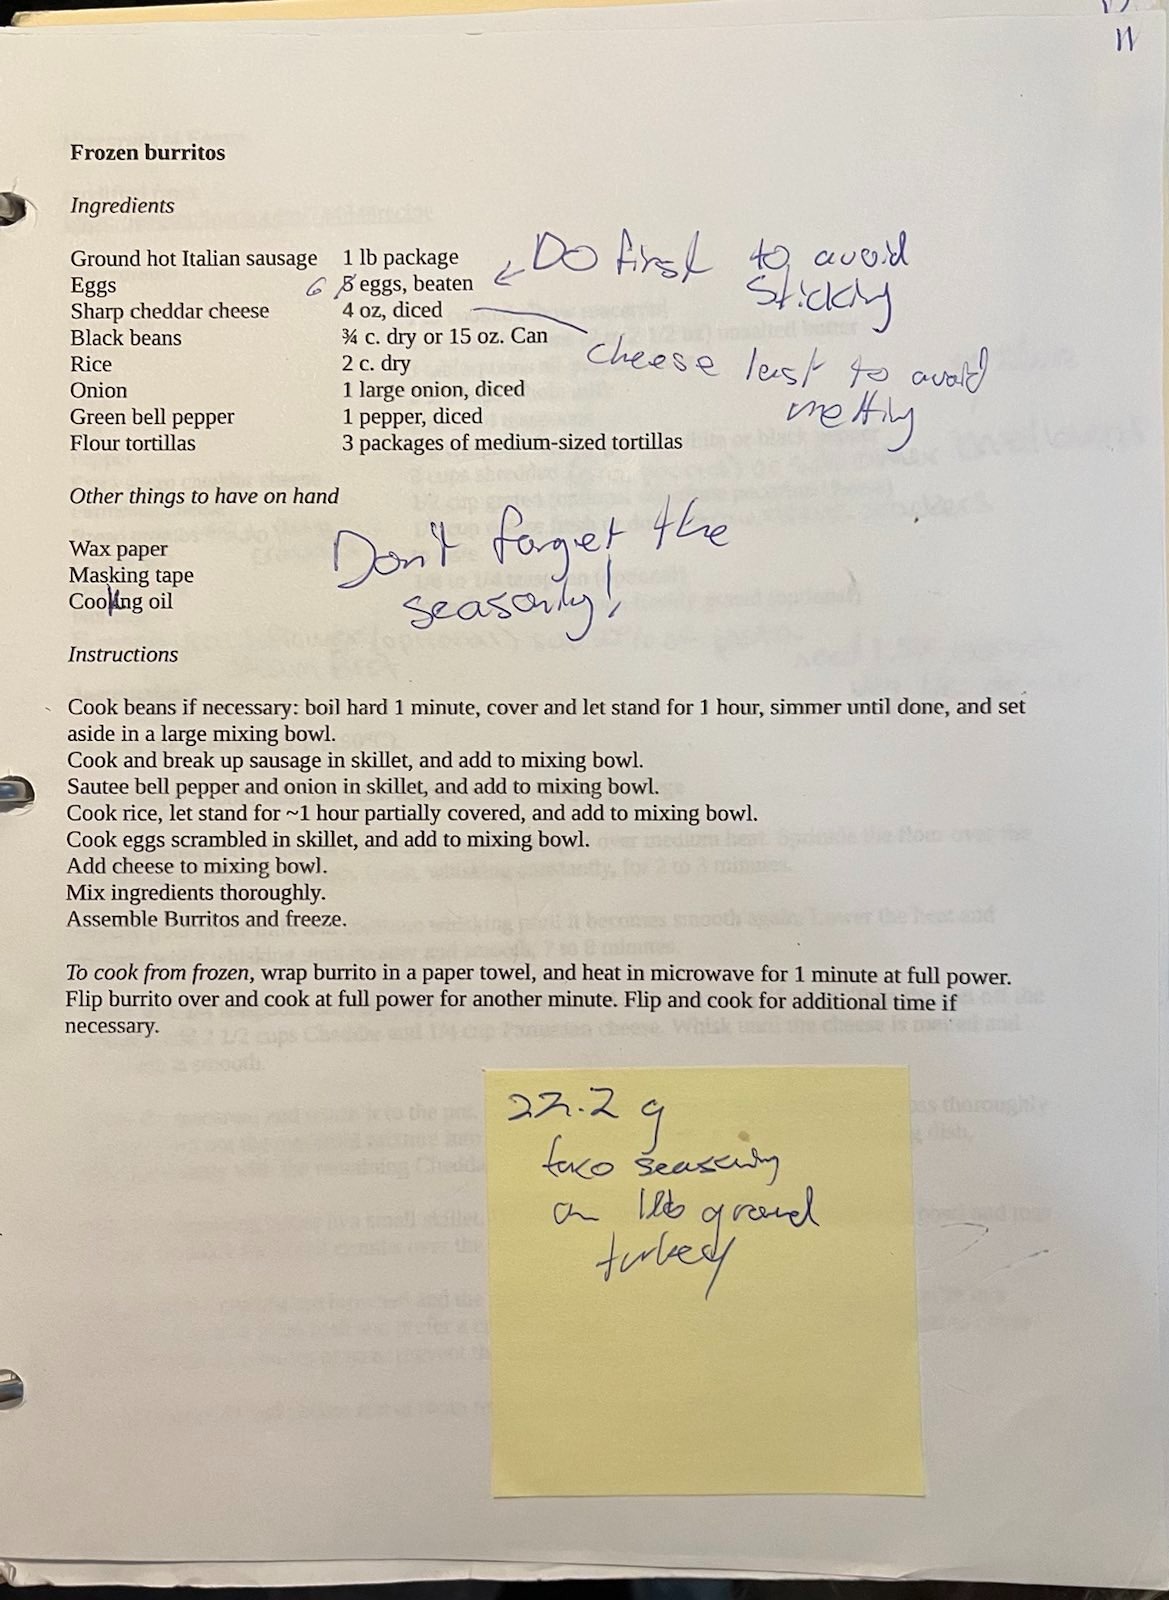 11
Frozen burritos
Ingredients
Ground hot Italian sausage 1 lb package
Eggs 6 8 eggs, beaten
Sharp cheddar cheese 4 oz, diced
Black beans ¾ c. dry or 15 oz. Can
Rice 2 c. dry
Onion 1 large onion, diced
Green bell pepper 1 pepper, diced
Flour tortillas 3 packages of medium-sized tortillas
Do first to avoid
sticking
cheese last to avoid
melting
Other things to have on hand
Wax paper
Masking tape
Cooking oil
Don't forget the
seasoning!
Instructions
Cook beans if necessary: boil hard 1 minute, cover and let stand for 1 hour, simmer until done, and set
aside in a large mixing bowl.
Cook and break up sausage in skillet, and add to mixing bowl.
Sautee bell pepper and onion in skillet, and add to mixing bowl.
Cook rice, let stand for ~1 hour partially covered, and add to mixing bowl.
Cook eggs scrambled in skillet, and add to mixing bowl.
Add cheese to mixing bowl.
Mix ingredients thoroughly.
Assemble Burritos and freeze.
To cook from frozen, wrap burrito in a paper towel, and heat in microwave for 1 minute at full power.
Flip burrito over and cook at full power for another minute. Flip and cook for additional time if
necessary.
22.2 g
taco seasoning
on 1lb ground
turkey